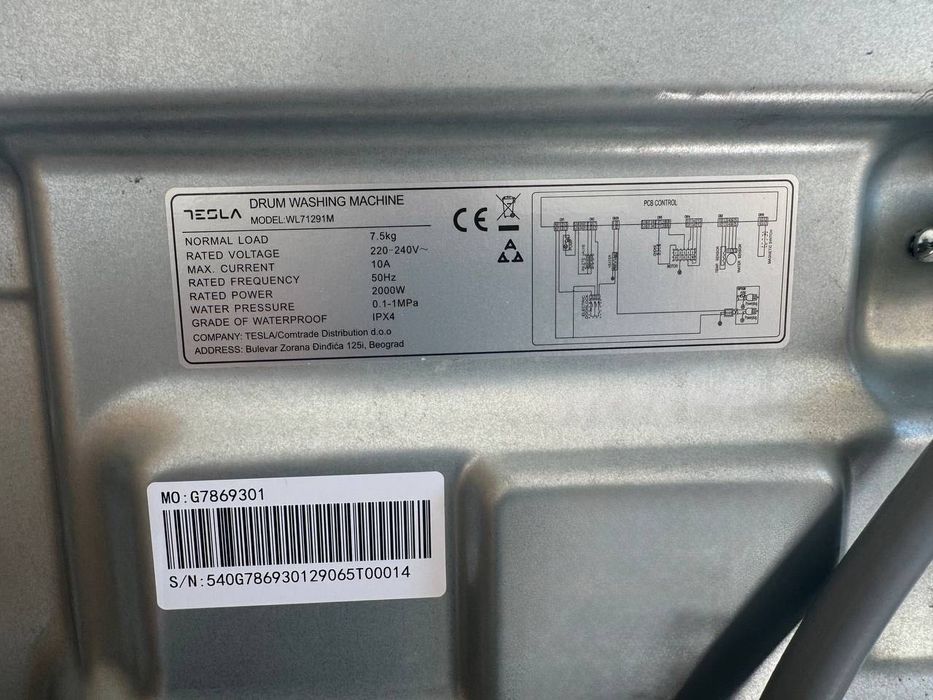 TESLA
DRUM WASHING MACHINE
MODEL:WL71291M
NORMAL LOAD 7.5kg
RATED VOLTAGE 220-240V~
MAX. CURRENT 10A
RATED FREQUENCY 50Hz
RATED POWER 2000W
WATER PRESSURE 0.1-1MPa
GRADE OF WATERPROOF IPX4
COMPANY: TESLA/Comtrade Distribution d.o.o
ADDRESS: Bulevar Zorana Đinđića 125i, Beograd
CE
PCB CONTROL
MOTOR
MO:G7869301
S/N:540G786930129065T00014